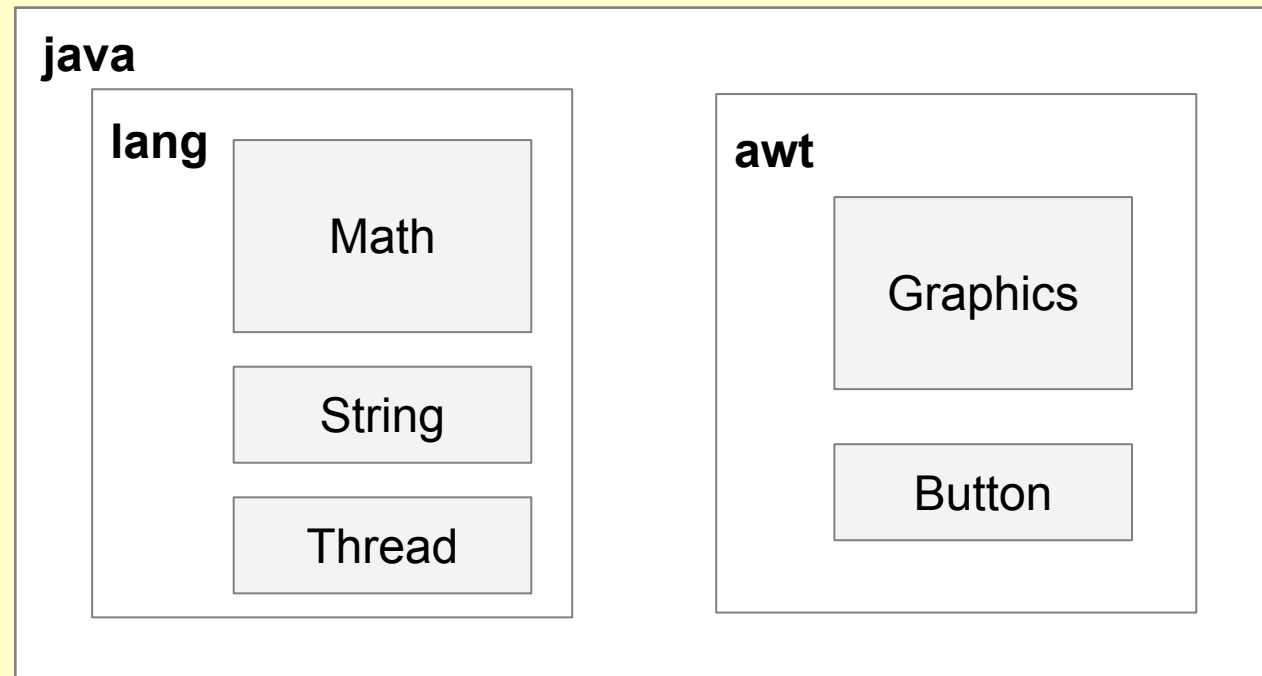 java
lang
Math
String
Thread
awt
Graphics
Button